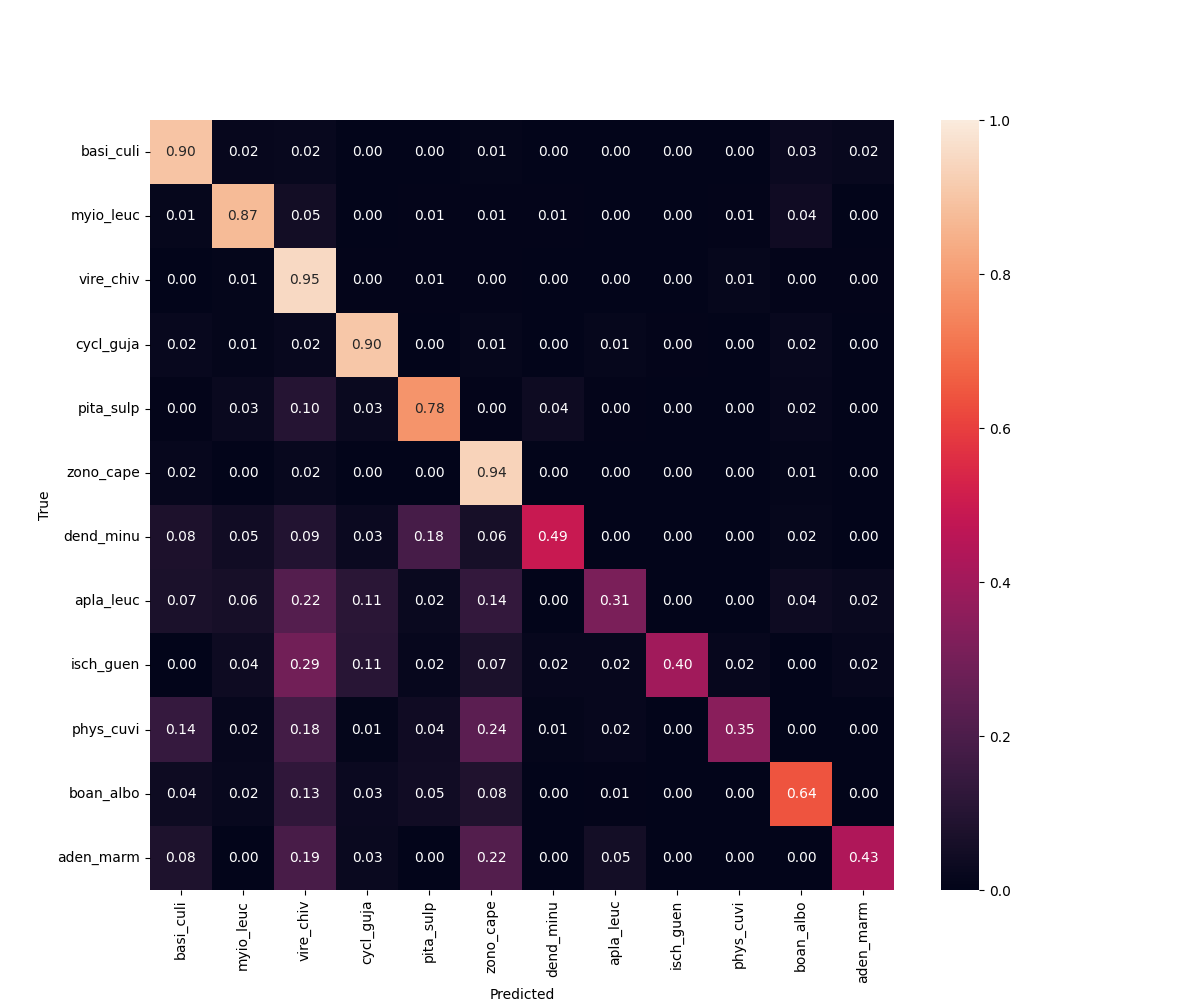 basi_culi 0.90 0.02 0.02 0.00 0.00 0.01 0.00 0.00 0.00 0.00 0.03 0.02
myio_leuc 0.01 0.87 0.05 0.00 0.01 0.01 0.01 0.00 0.00 0.01 0.04 0.00
vire_chiv 0.00 0.01 0.95 0.00 0.01 0.00 0.00 0.00 0.00 0.01 0.00 0.00
cycl_guja 0.02 0.01 0.02 0.90 0.00 0.01 0.00 0.01 0.00 0.00 0.02 0.00
pita_sulp 0.00 0.03 0.10 0.03 0.78 0.00 0.04 0.00 0.00 0.00 0.02 0.00
zono_cape 0.02 0.00 0.02 0.00 0.00 0.94 0.00 0.00 0.00 0.00 0.01 0.00
dend_minu 0.08 0.05 0.09 0.03 0.18 0.06 0.49 0.00 0.00 0.00 0.02 0.00
apla_leuc 0.07 0.06 0.22 0.11 0.02 0.14 0.00 0.31 0.00 0.00 0.04 0.02
isch_guen 0.00 0.04 0.29 0.11 0.02 0.07 0.02 0.02 0.40 0.02 0.00 0.02
phys_cuvi 0.14 0.02 0.18 0.01 0.04 0.24 0.01 0.02 0.00 0.35 0.00 0.00
boan_albo 0.04 0.02 0.13 0.03 0.05 0.08 0.00 0.01 0.00 0.00 0.64 0.00
aden_marm 0.08 0.00 0.19 0.03 0.00 0.22 0.00 0.05 0.00 0.00 0.00 0.43
True
basi_culi myio_leuc vire_chiv cycl_guja pita_sulp zono_cape dend_minu apla_leuc isch_guen phys_cuvi boan_albo aden_marm
Predicted
1.0
0.8
0.6
0.4
0.2
0.0